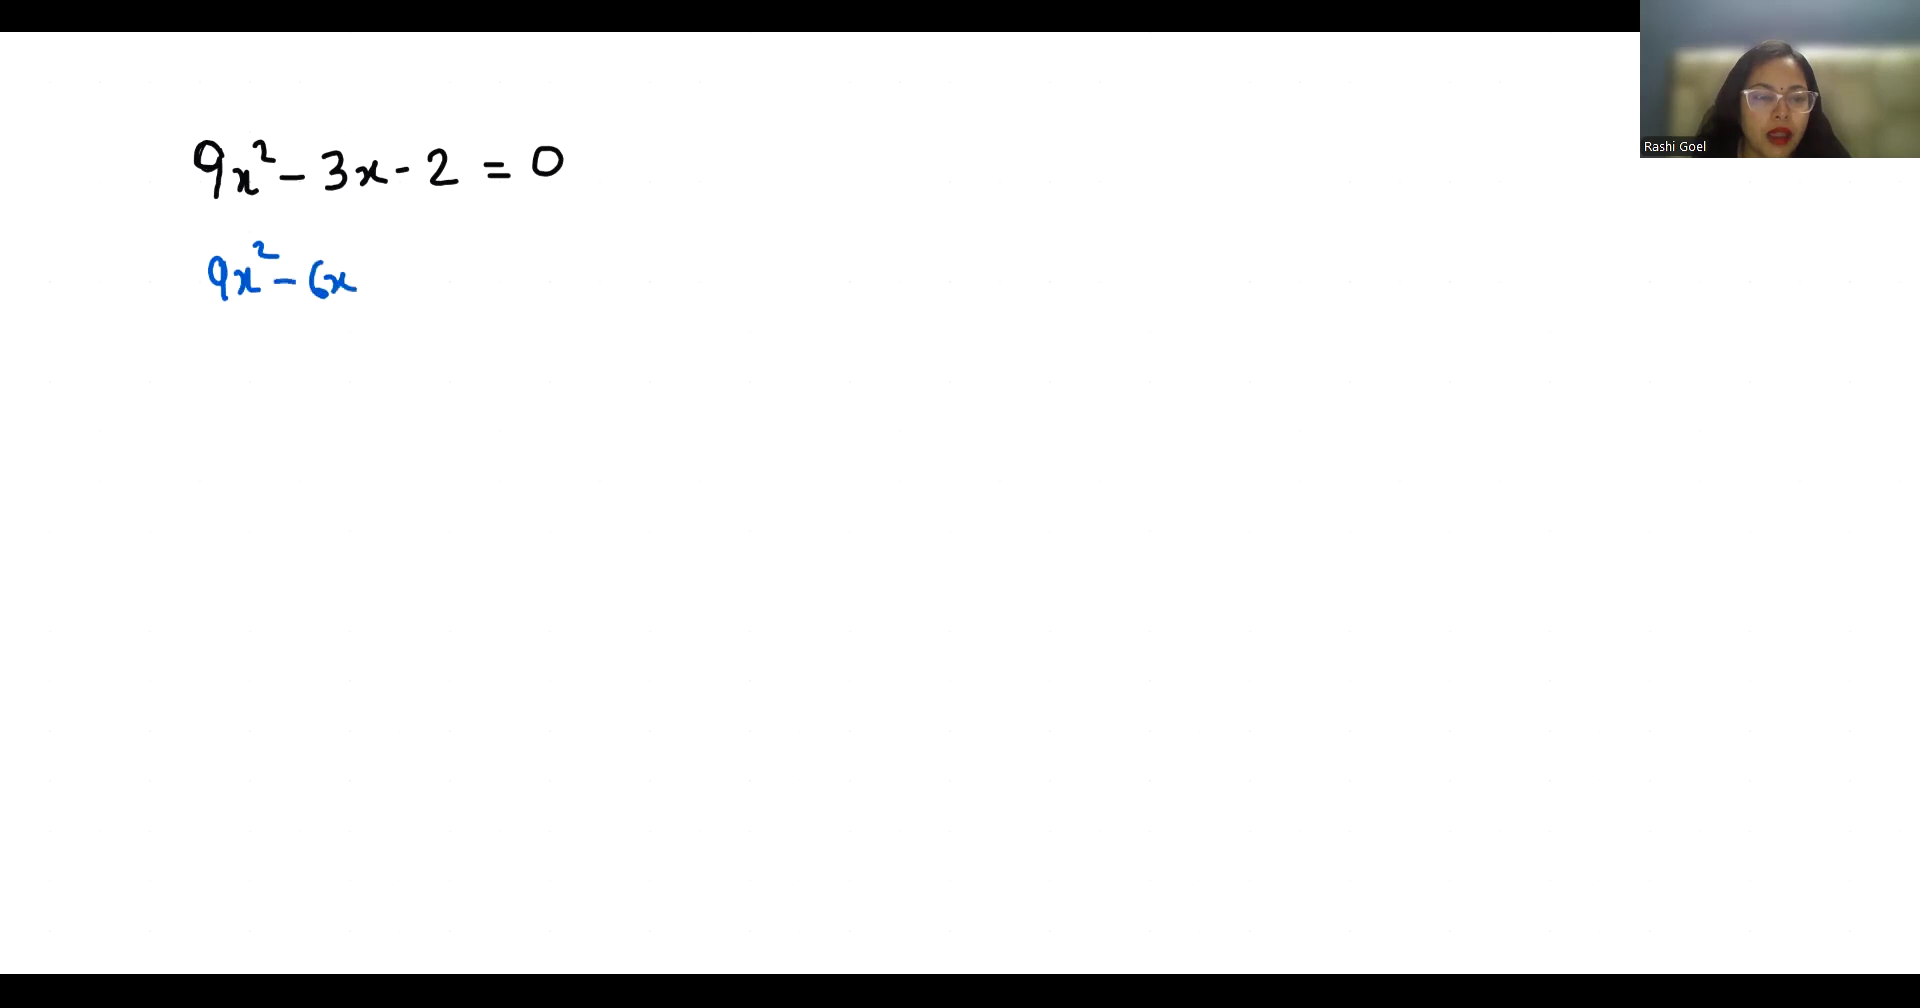 9x² - 3x - 2 = 0
9x² - 6x
Rashi Goel